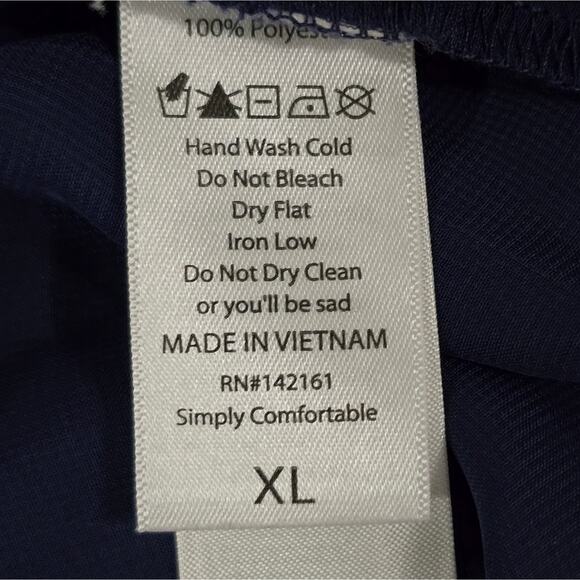 100%
Hand Wash Cold
Do Not Bleach
Dry Flat
Iron Low
Do Not Dry Clean
or you'll be sad
MADE IN VIETNAM
RN#142161
Simply Comfortable
XL